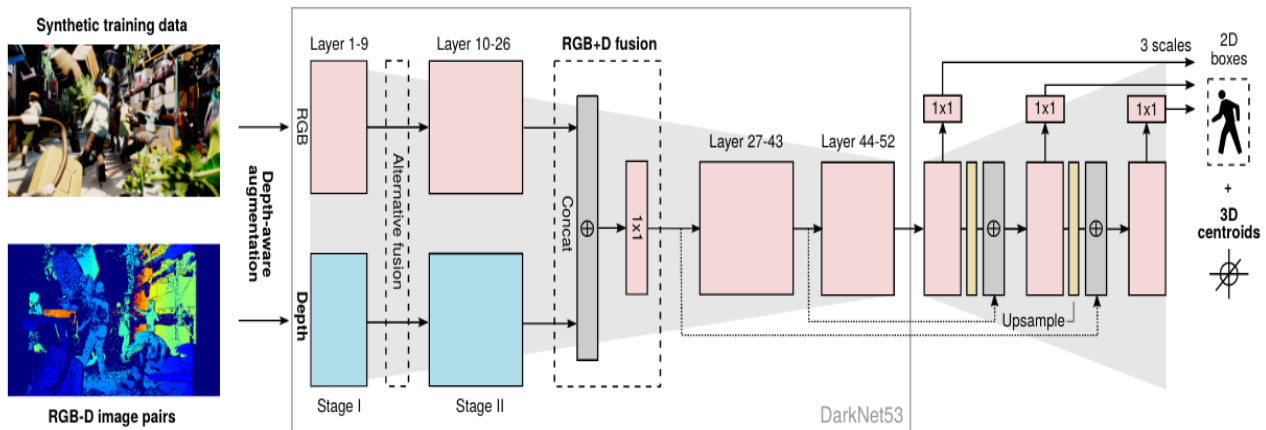 Synthetic training data
RGB-D image pairs
Depth-aware
augmentation
RGB
Depth
Layer 1-9
Stage I
Alternative fusion
Layer 10-26
Stage II
RGB+D fusion
Concat
1x1
Layer 27-43
Layer 44-52
DarkNet53
3 scales
1x1
1x1
1x1
Upsample
2D
boxes
+
3D
centroids